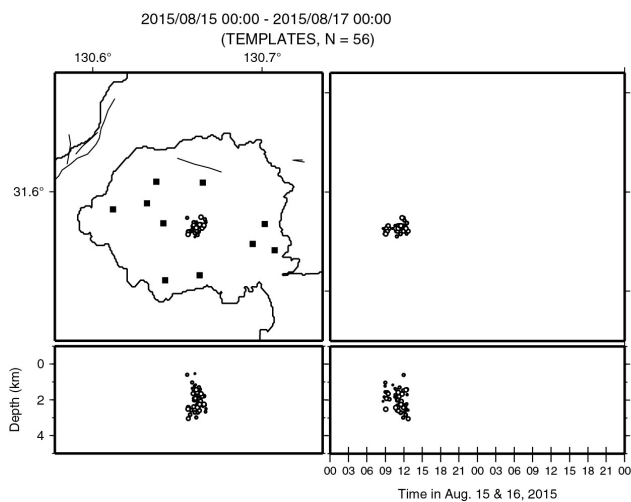 2015/08/15 00:00 - 2015/08/17 00:00
(TEMPLATES, N = 56)
130.6° 130.7°
31.6°
Depth (km)
0
2
4
00 03 06 09 12 15 18 21 00 03 06 09 12 15 18 21 00
Time in Aug. 15 & 16, 2015